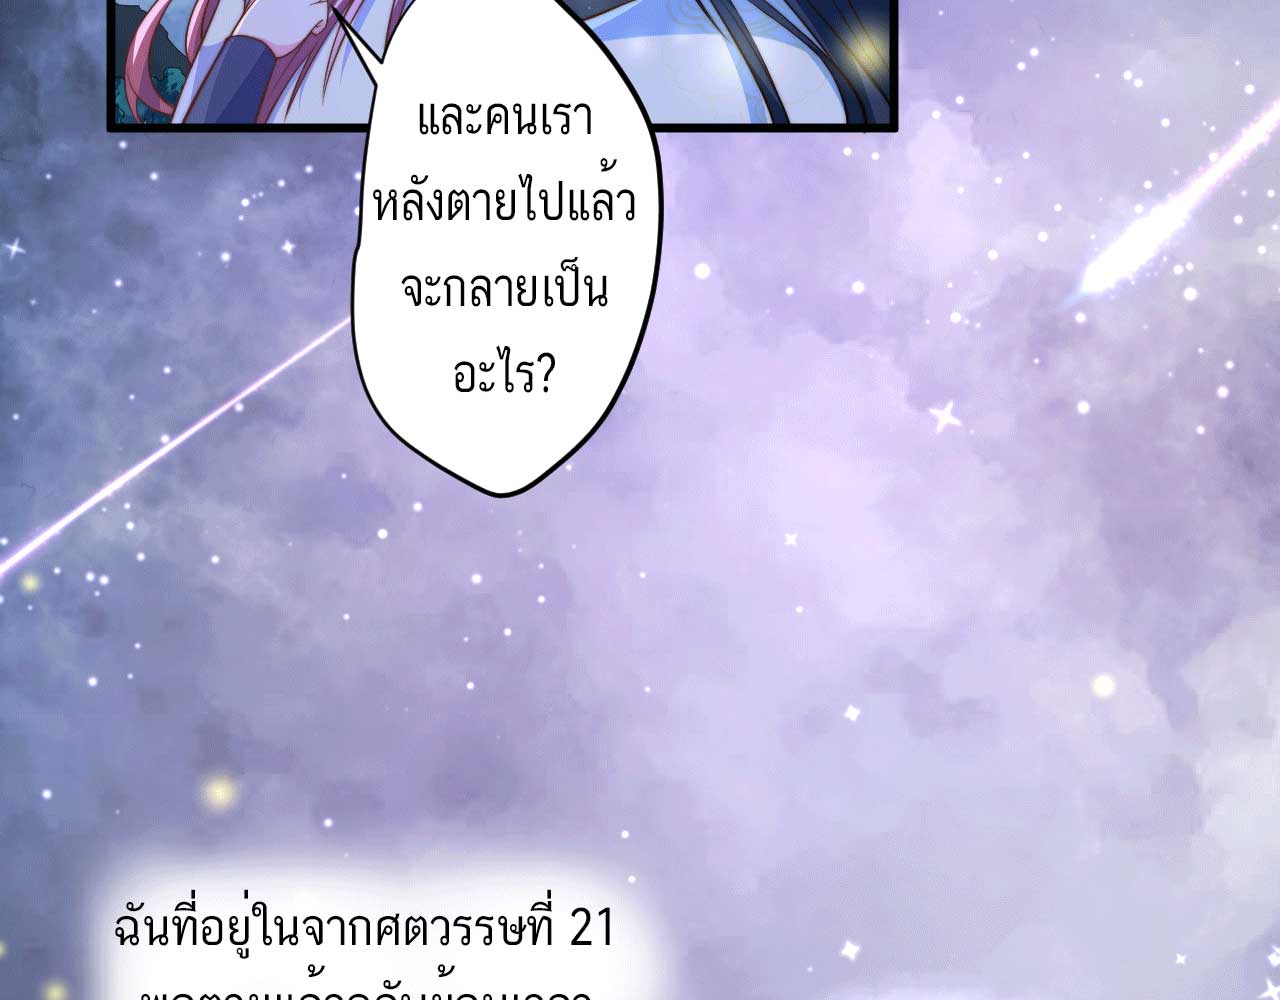 และคนเรา
หลังตายไปแล้ว
จะกลายเป็น
อะไร?
ฉันที่อยู่ในจากศตวรรษที่ 21